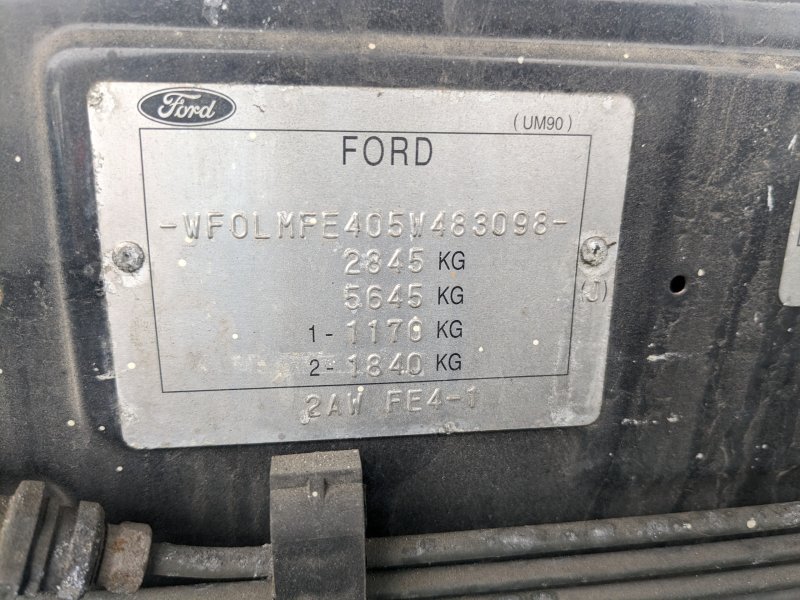 Ford
(UM90)
FORD
-WF0LMFE405W483098-
2845 KG
5645 KG
1-1170 KG
2-1840 KG
(J)
2AW FE4-1